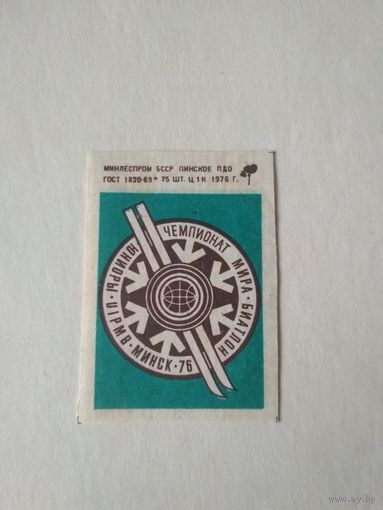 МИНЛЕСПРОМ БССР ПИНСКОЕ ПДО
ГОСТ 1820-69* 75 ШТ. Ц 1 К 1976 Г.
ЧЕМПИОНАТ МИРА · БИАТЛОН
ЮНИОРЫ · UIPMB · МИНСК · 76
www.ay.by